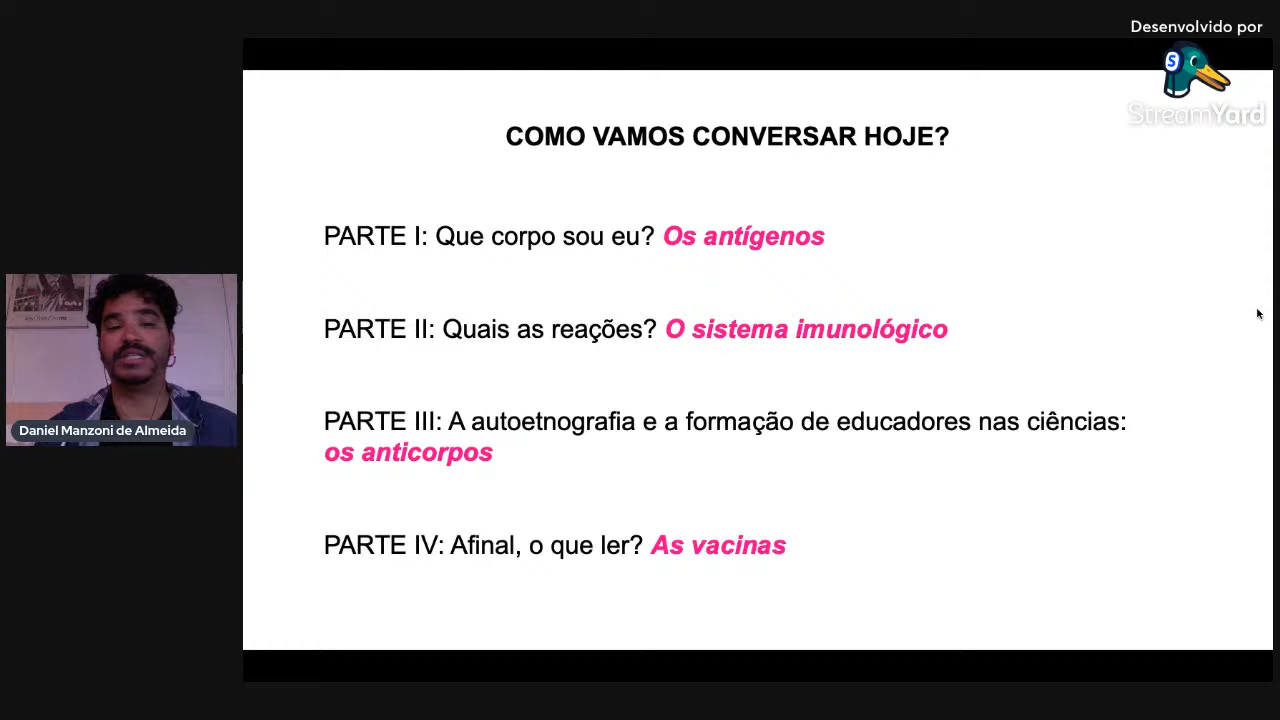 Desenvolvido por
S
StreamYard
COMO VAMOS CONVERSAR HOJE?
PARTE I: Que corpo sou eu? Os antígenos
PARTE II: Quais as reações? O sistema imunológico
PARTE III: A autoetnografia e a formação de educadores nas ciências:
os anticorpos
PARTE IV: Afinal, o que ler? As vacinas
Daniel Manzoni de Almeida